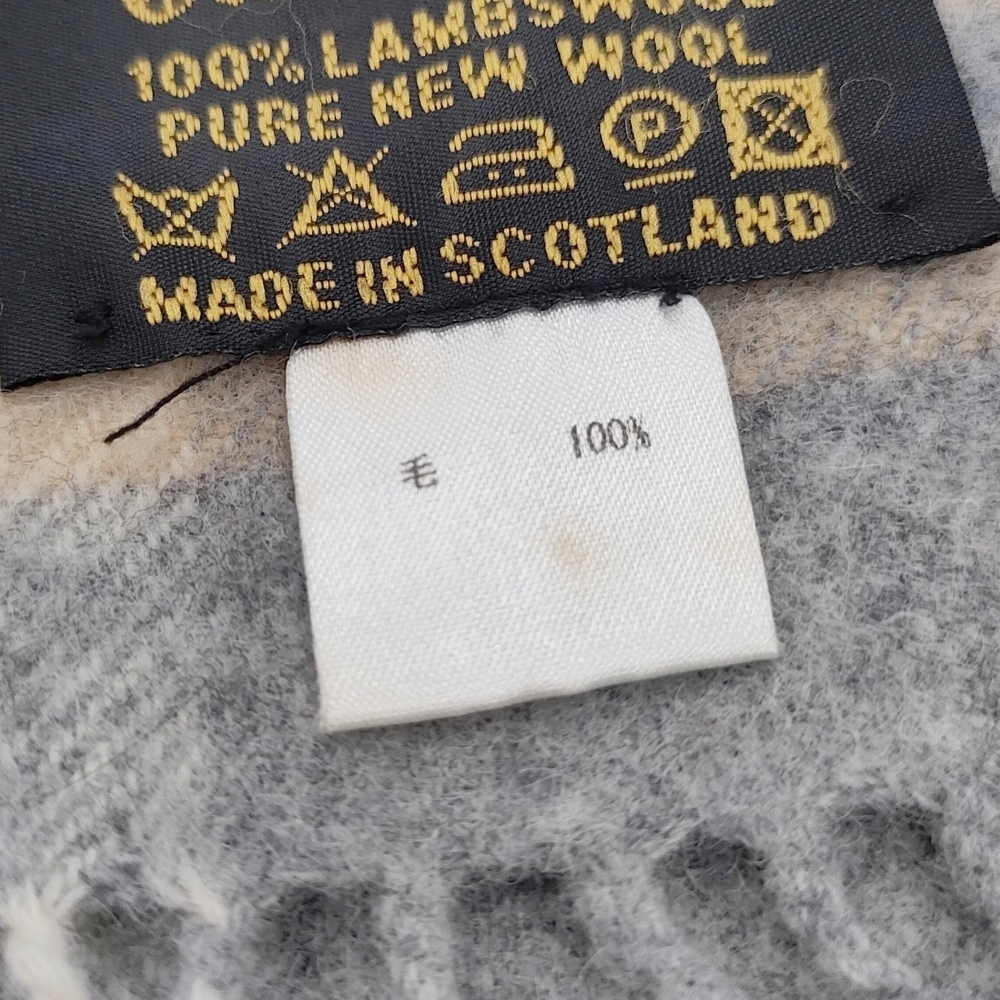 100% LAMBSWOOL
PURE NEW WOOL
P
MADE IN SCOTLAND
毛 100%